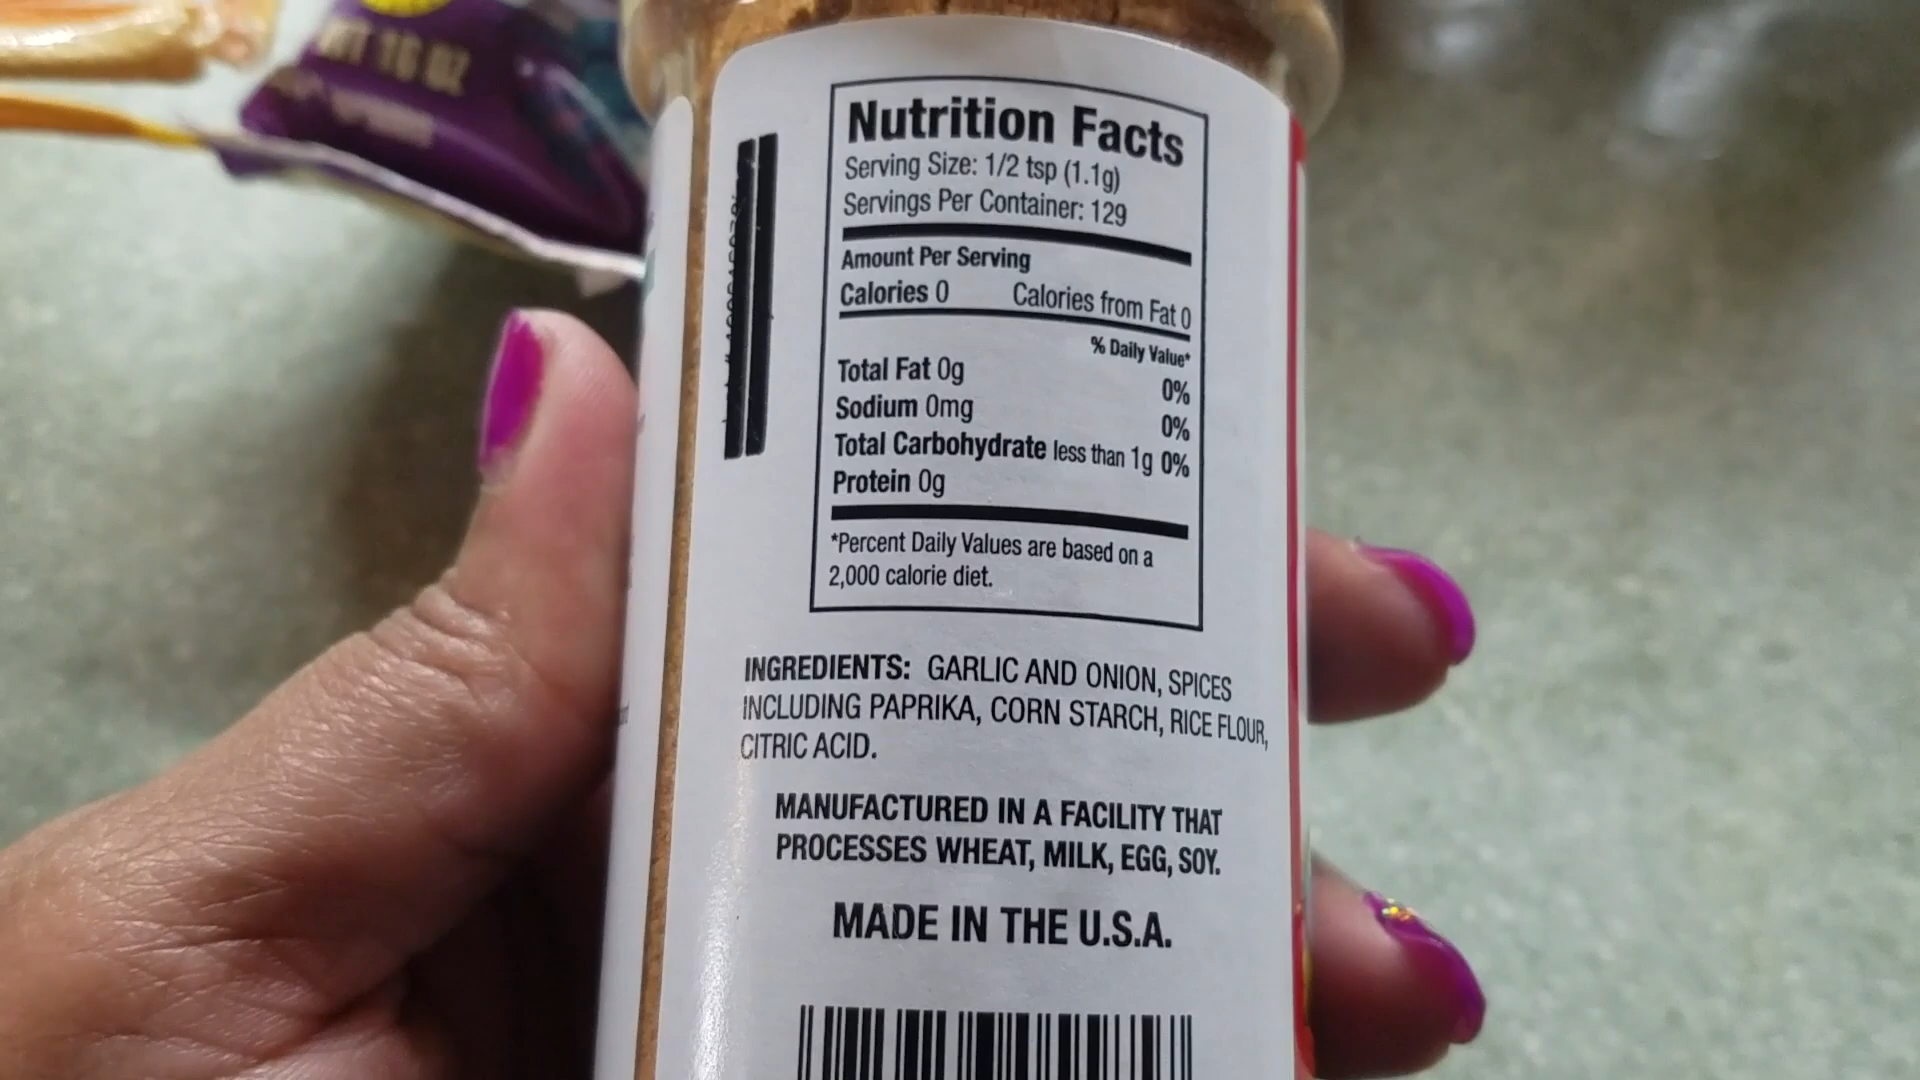 WT 16 OZ
Nutrition Facts
Serving Size: 1/2 tsp (1.1g)
Servings Per Container: 129
Amount Per Serving
Calories 0 Calories from Fat 0
% Daily Value*
Total Fat 0g 0%
Sodium 0mg 0%
Total Carbohydrate less than 1g 0%
Protein 0g
*Percent Daily Values are based on a
2,000 calorie diet.
INGREDIENTS: GARLIC AND ONION, SPICES
INCLUDING PAPRIKA, CORN STARCH, RICE FLOUR,
CITRIC ACID.
MANUFACTURED IN A FACILITY THAT
PROCESSES WHEAT, MILK, EGG, SOY.
MADE IN THE U.S.A.